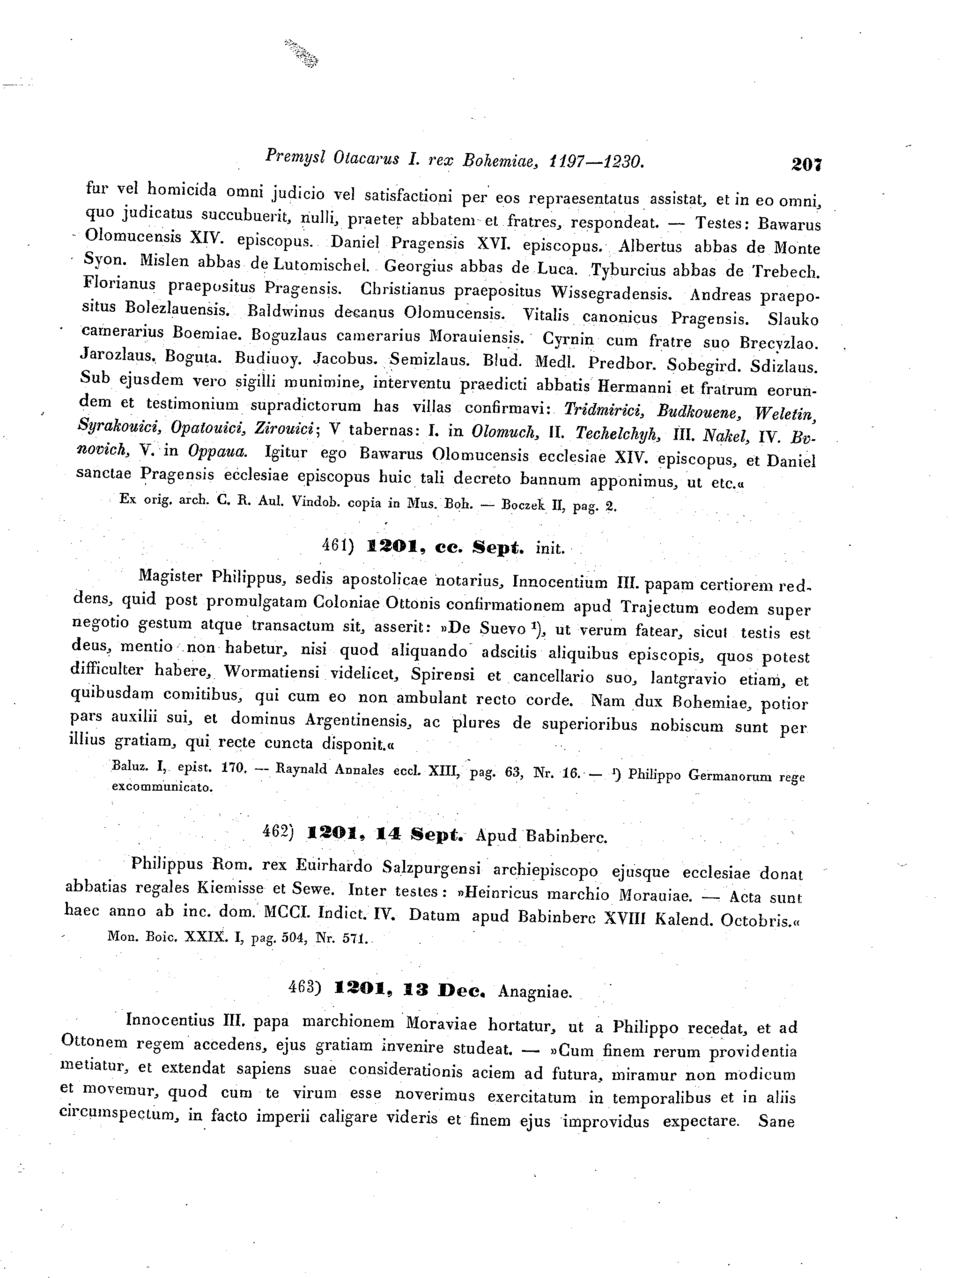 Premysl Otacarus I. rex Bohemiae, 1197—1230. 207
fur vel homicida omni judicio vel satisfactioni per eos repraesentatus assistat, et in eo omni,
quo judicatus succubuerit, nulli, praeter abbatem et fratres, respondeat. — Testes: Bawarus
Olomucensis XIV. episcopus. Daniel Pragensis XVI. episcopus. Albertus abbas de Monte
Syon. Mislen abbas de Lutomischel. Georgius abbas de Luca. Tyburcius abbas de Trebech.
Florianus praepositus Pragensis. Christianus praepositus Wissegradensis. Andreas praepo-
situs Bolezlauensis. Baldwinus decanus Olomucensis. Vitalis canonicus Pragensis. Slauko
camerarius Boemiae. Boguzlaus camerarius Morauiensis. Cyrnin cum fratre suo Brecyzlao.
Jarozlaus. Boguta. Budiuoy. Jacobus. Semizlaus. Blud. Medl. Predbor. Sobegird. Sdizlaus.
Sub ejusdem vero sigilli munimine, interventu praedicti abbatis Hermanni et fratrum eorun-
dem et testimonium supradictorum has villas confirmavi: Tridmirici, Budkouene, Weletin,
Syrakouici, Opatouici, Zirouici; V tabernas: I. in Olomuch, II. Techelchyh, III. Nakel, IV. Bv-
novich, V. in Oppaua. Igitur ego Bawarus Olomucensis ecclesiae XIV. episcopus, et Daniel
sanctae Pragensis ecclesiae episcopus huic tali decreto bannum apponimus, ut etc.«
Ex orig. arch. C. R. Aul. Vindob. copia in Mus. Boh. — Boczek II, pag. 2.
461) 1201, cc. Sept. init.
Magister Philippus, sedis apostolicae notarius, Innocentium III. papam certiorem red-
dens, quid post promulgatam Coloniae Ottonis confirmationem apud Trajectum eodem super
negotio gestum atque transactum sit, asserit: »De Suevo ¹), ut verum fatear, sicut testis est
deus, mentio non habetur, nisi quod aliquando adscitis aliquibus episcopis, quos potest
difficulter habere, Wormatiensi videlicet, Spirensi et cancellario suo, lantgravio etiam, et
quibusdam comitibus, qui cum eo non ambulant recto corde. Nam dux Bohemiae, potior
pars auxilii sui, et dominus Argentinensis, ac plures de superioribus nobiscum sunt per
illius gratiam, qui recte cuncta disponit.«
Baluz. I, epist. 170. — Raynald Annales eccl. XIII, pag. 63, Nr. 16. — ¹) Philippo Germanorum rege
excommunicato.
462) 1201, 14 Sept. Apud Babinberc.
Philippus Rom. rex Euirhardo Salzpurgensi archiepiscopo ejusque ecclesiae donat
abbatias regales Kiemisse et Sewe. Inter testes: »Heinricus marchio Morauiae. — Acta sunt
haec anno ab inc. dom. MCCI. Indict. IV. Datum apud Babinberc XVIII Kalend. Octobris.«
Mon. Boic. XXIX. I, pag. 504, Nr. 571.
463) 1201, 13 Dec. Anagniae.
Innocentius III. papa marchionem Moraviae hortatur, ut a Philippo recedat, et ad
Ottonem regem accedens, ejus gratiam invenire studeat. — »Cum finem rerum providentia
metiatur, et extendat sapiens suae considerationis aciem ad futura, miramur non modicum
et movemur, quod cum te virum esse noverimus exercitatum in temporalibus et in aliis
circumspectum, in facto imperii caligare videris et finem ejus improvidus expectare. Sane